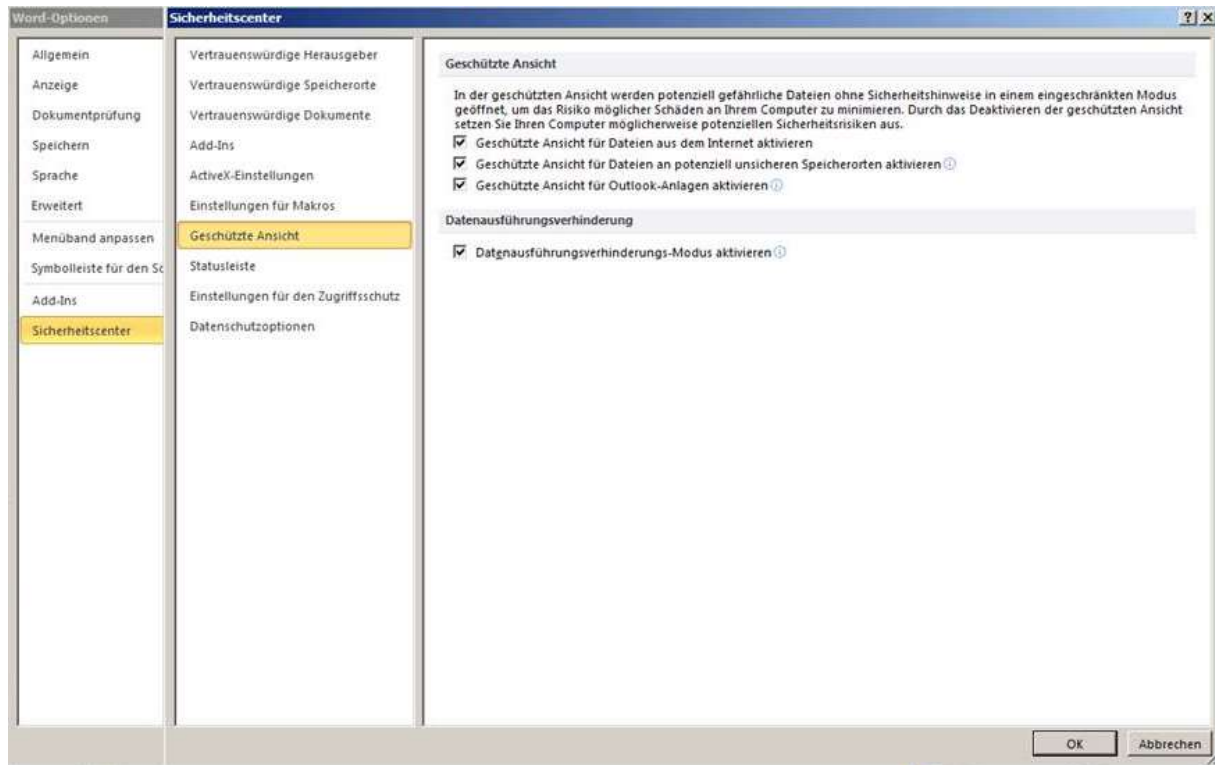 Word-Optionen
Allgemein
Anzeige
Dokumentprüfung
Speichern
Sprache
Erweitert
Menüband anpassen
Symbolleiste für den Sc
Add-Ins
Sicherheitscenter
Sicherheitscenter
Vertrauenswürdige Herausgeber
Vertrauenswürdige Speicherorte
Vertrauenswürdige Dokumente
Add-Ins
ActiveX-Einstellungen
Einstellungen für Makros
Geschützte Ansicht
Statusleiste
Einstellungen für den Zugriffsschutz
Datenschutzoptionen
Geschützte Ansicht
In der geschützten Ansicht werden potenziell gefährliche Dateien ohne Sicherheitshinweise in einem eingeschränkten Modus
geöffnet, um das Risiko möglicher Schäden an Ihrem Computer zu minimieren. Durch das Deaktivieren der geschützten Ansicht
setzen Sie Ihren Computer möglicherweise potenziellen Sicherheitsrisiken aus.
Geschützte Ansicht für Dateien aus dem Internet aktivieren
Geschützte Ansicht für Dateien an potenziell unsicheren Speicherorten aktivieren
Geschützte Ansicht für Outlook-Anlagen aktivieren
Datenausführungsverhinderung
Datenausführungsverhinderungs-Modus aktivieren
OK
Abbrechen